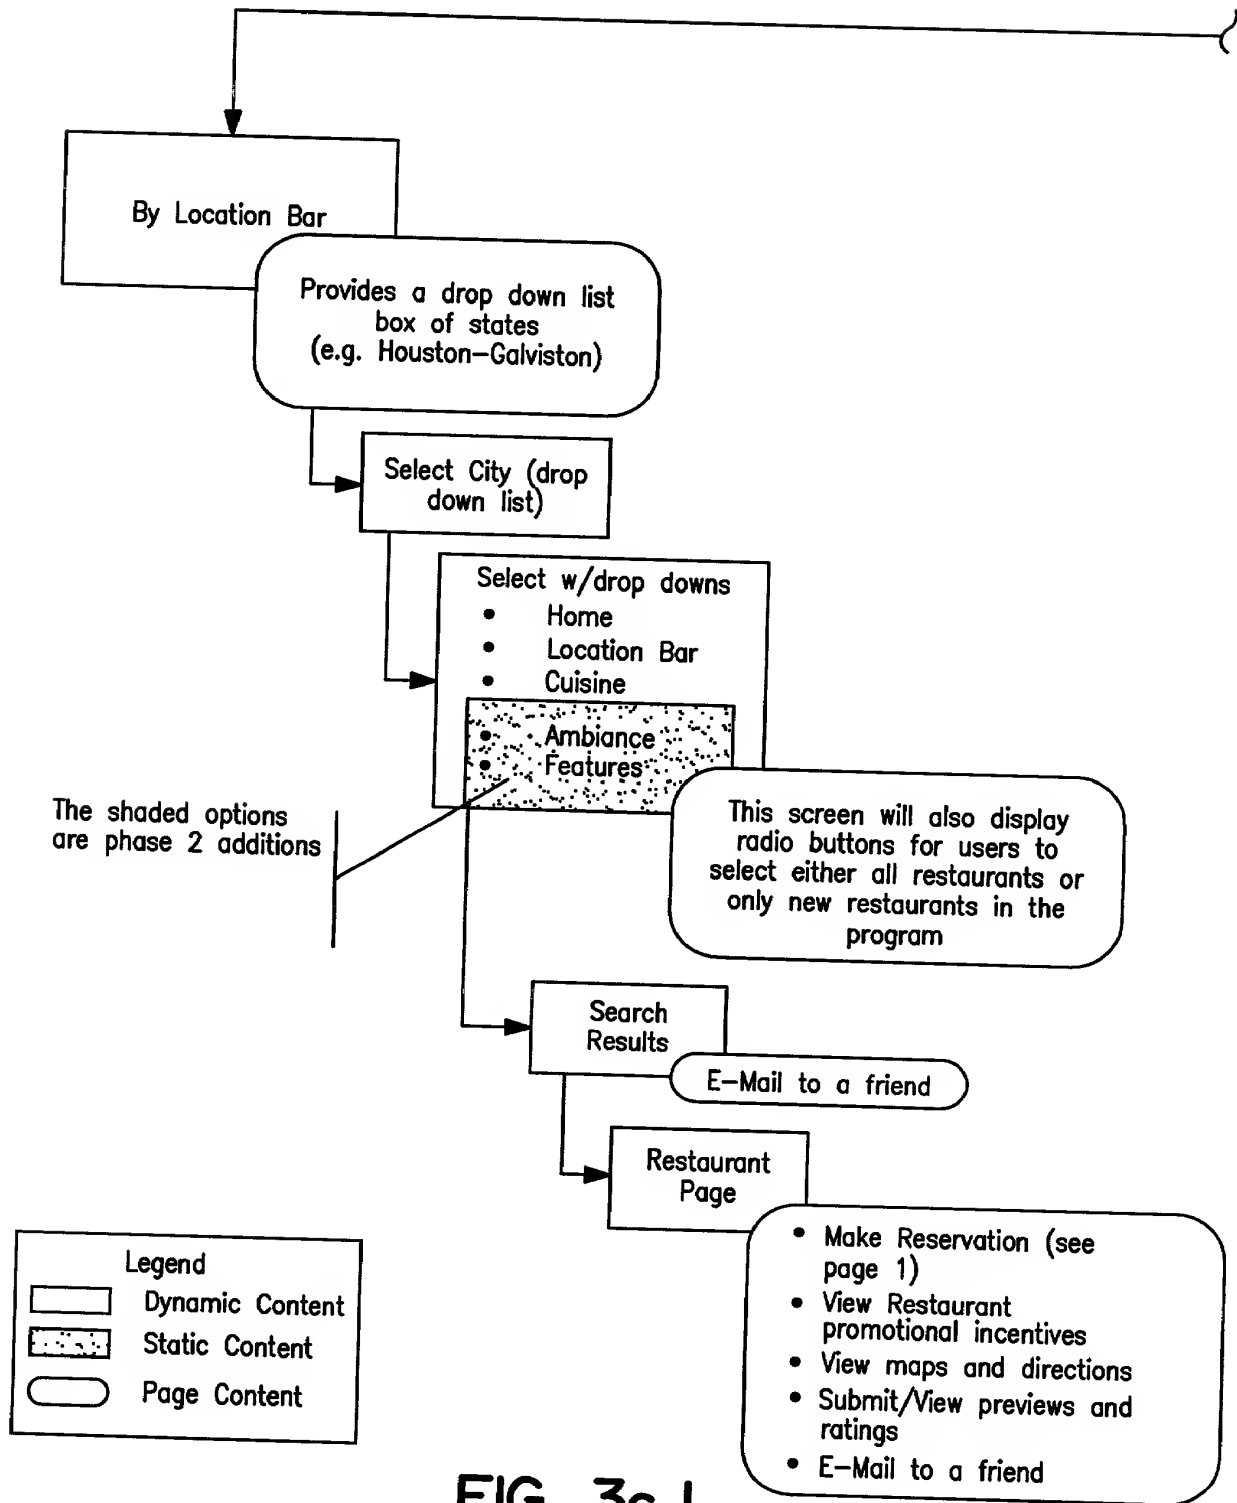 By Location Bar
Provides a drop down list
box of states
(e.g. Houston–Galviston)
Select City (drop
down list)
Select w/drop downs
• Home
• Location Bar
• Cuisine
• Ambiance
• Features
The shaded options
are phase 2 additions
This screen will also display
radio buttons for users to
select either all restaurants or
only new restaurants in the
program
Search
Results
E–Mail to a friend
Restaurant
Page
• Make Reservation (see
page 1)
• View Restaurant
promotional incentives
• View maps and directions
• Submit/View previews and
ratings
• E–Mail to a friend
Legend
Dynamic Content
Static Content
Page Content